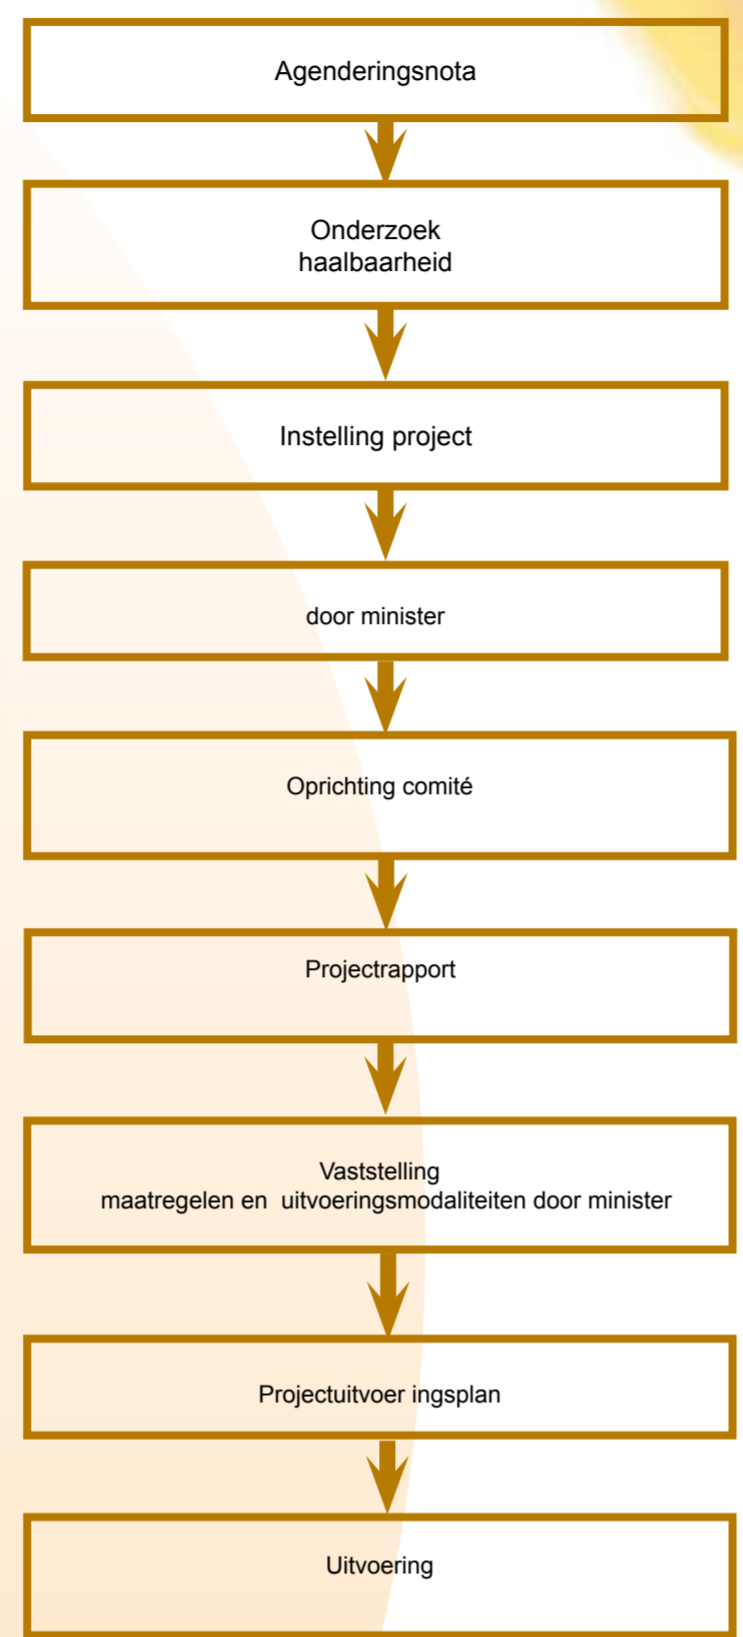 Agenderingsnota
Onderzoek
haalbaarheid
Instelling project
door minister
Oprichting comité
Projectrapport
Vaststelling
maatregelen en  uitvoeringsmodaliteiten door minister
Projectuitvoer ingsplan
Uitvoering